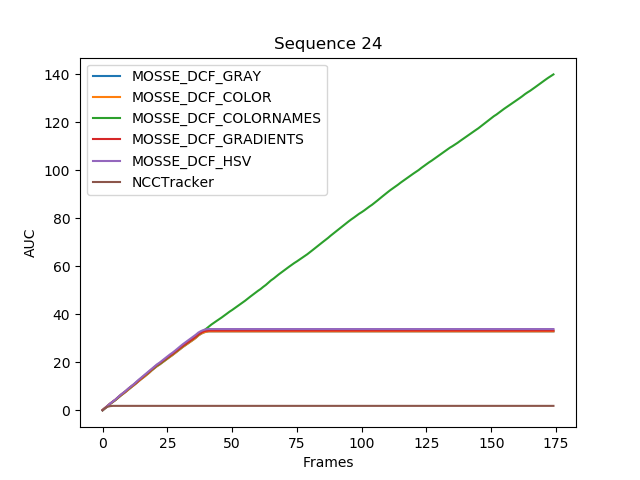 Sequence 24
MOSSE_DCF_GRAY
MOSSE_DCF_COLOR
MOSSE_DCF_COLORNAMES
MOSSE_DCF_GRADIENTS
MOSSE_DCF_HSV
NCCTracker
140
120
100
80
60
40
20
0
AUC
0 25 50 75 100 125 150 175
Frames